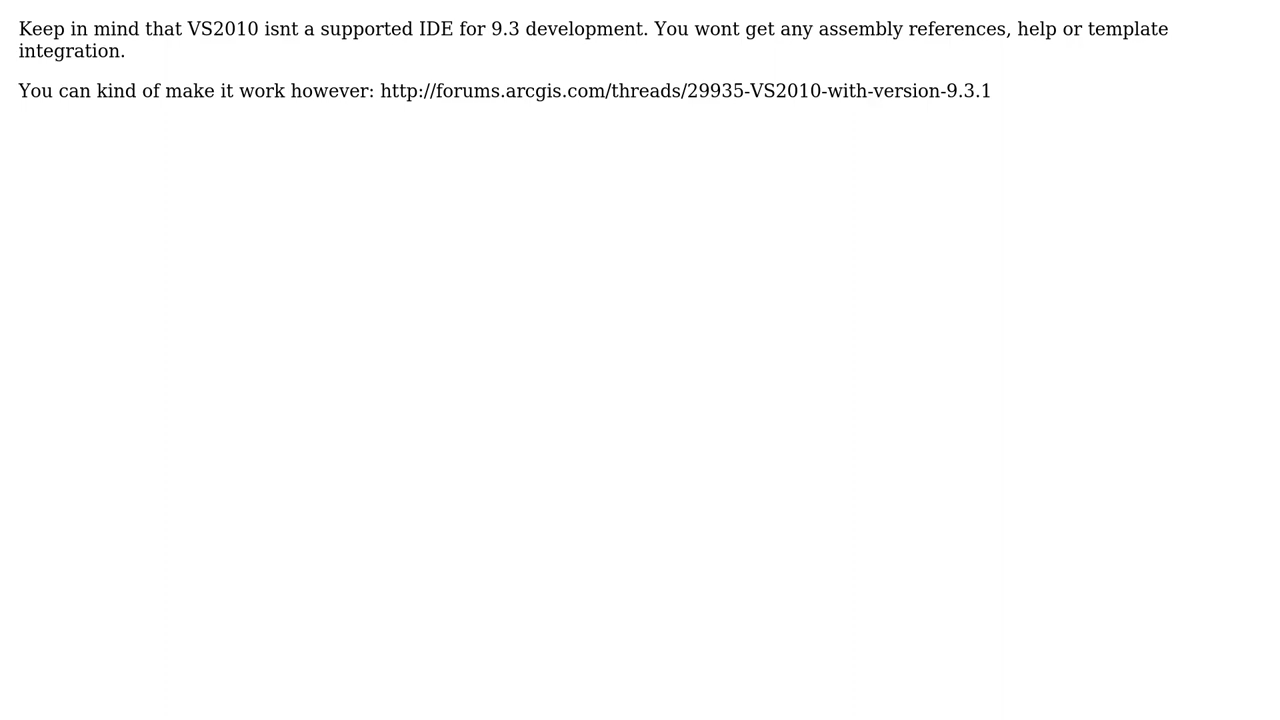 Keep in mind that VS2010 isnt a supported IDE for 9.3 development. You wont get any assembly references, help or template
integration.
You can kind of make it work however: http://forums.arcgis.com/threads/29935-VS2010-with-version-9.3.1